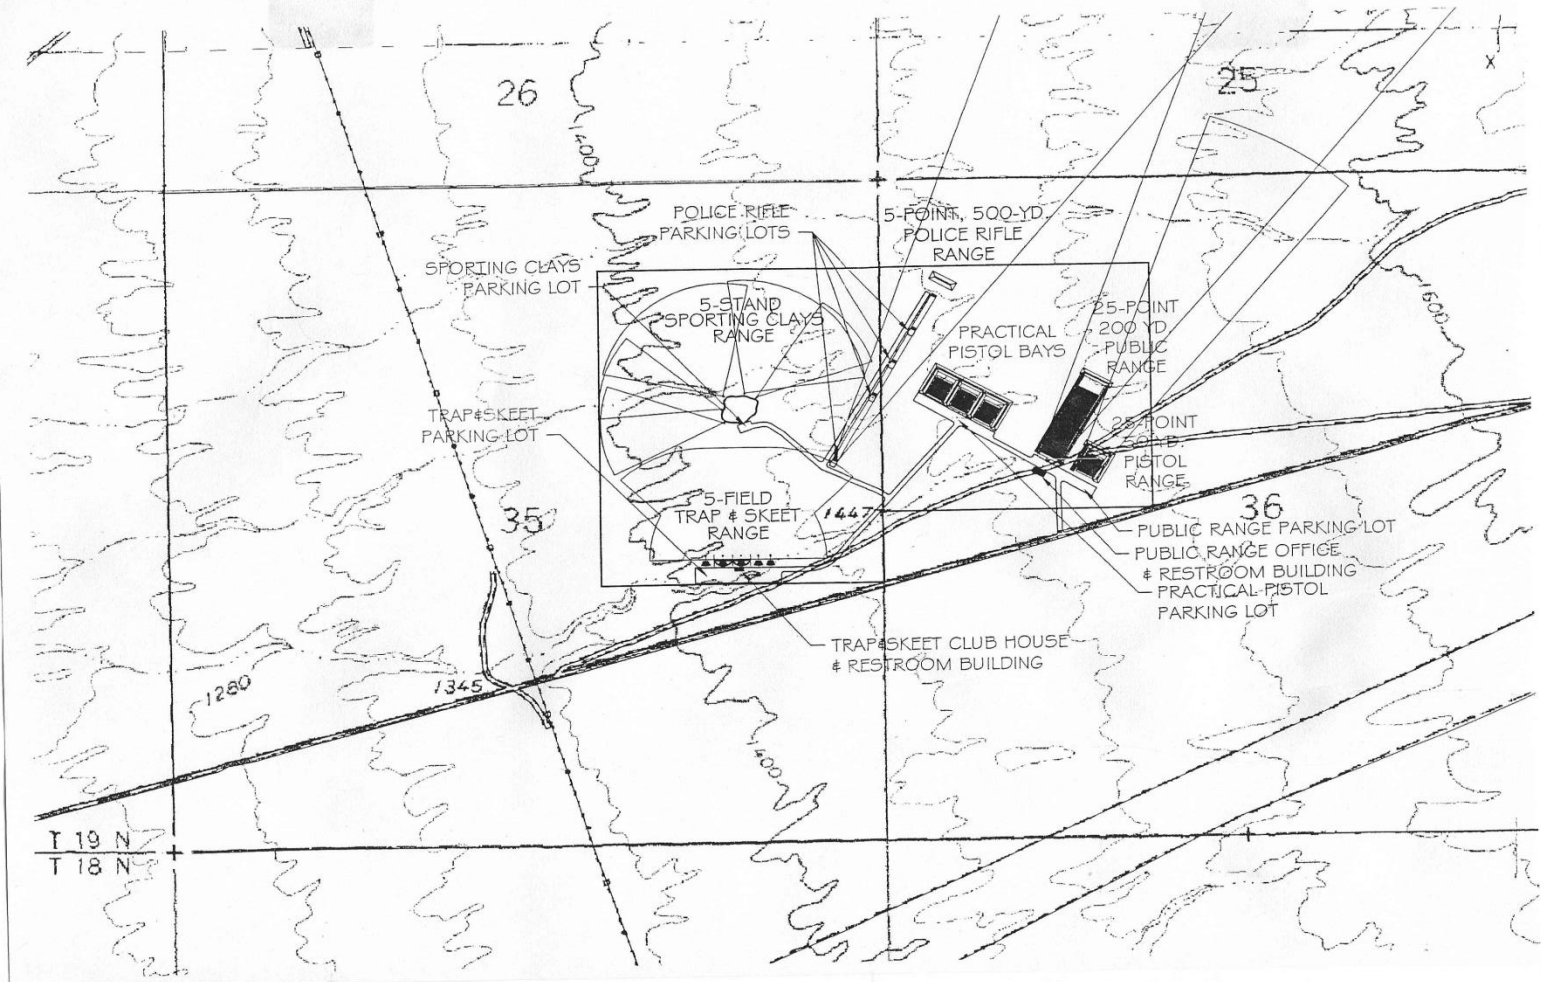 26
25
X
1400
POLICE RIFLE
PARKING LOTS
5-POINT, 500-YD.
POLICE RIFLE
RANGE
SPORTING CLAYS
PARKING LOT
5-STAND
SPORTING CLAYS
RANGE
PRACTICAL
PISTOL BAYS
25-POINT
200 YD.
PUBLIC
RANGE
1600
TRAP&SKEET
PARKING LOT
25-POINT
50 YD.
PISTOL
RANGE
5-FIELD
TRAP & SKEET
RANGE
1447
35
36
PUBLIC RANGE PARKING LOT
PUBLIC RANGE OFFICE
& RESTROOM BUILDING
PRACTICAL PISTOL
PARKING LOT
TRAP&SKEET CLUB HOUSE
& RESTROOM BUILDING
1280
1345
1400
T 19 N
T 18 N